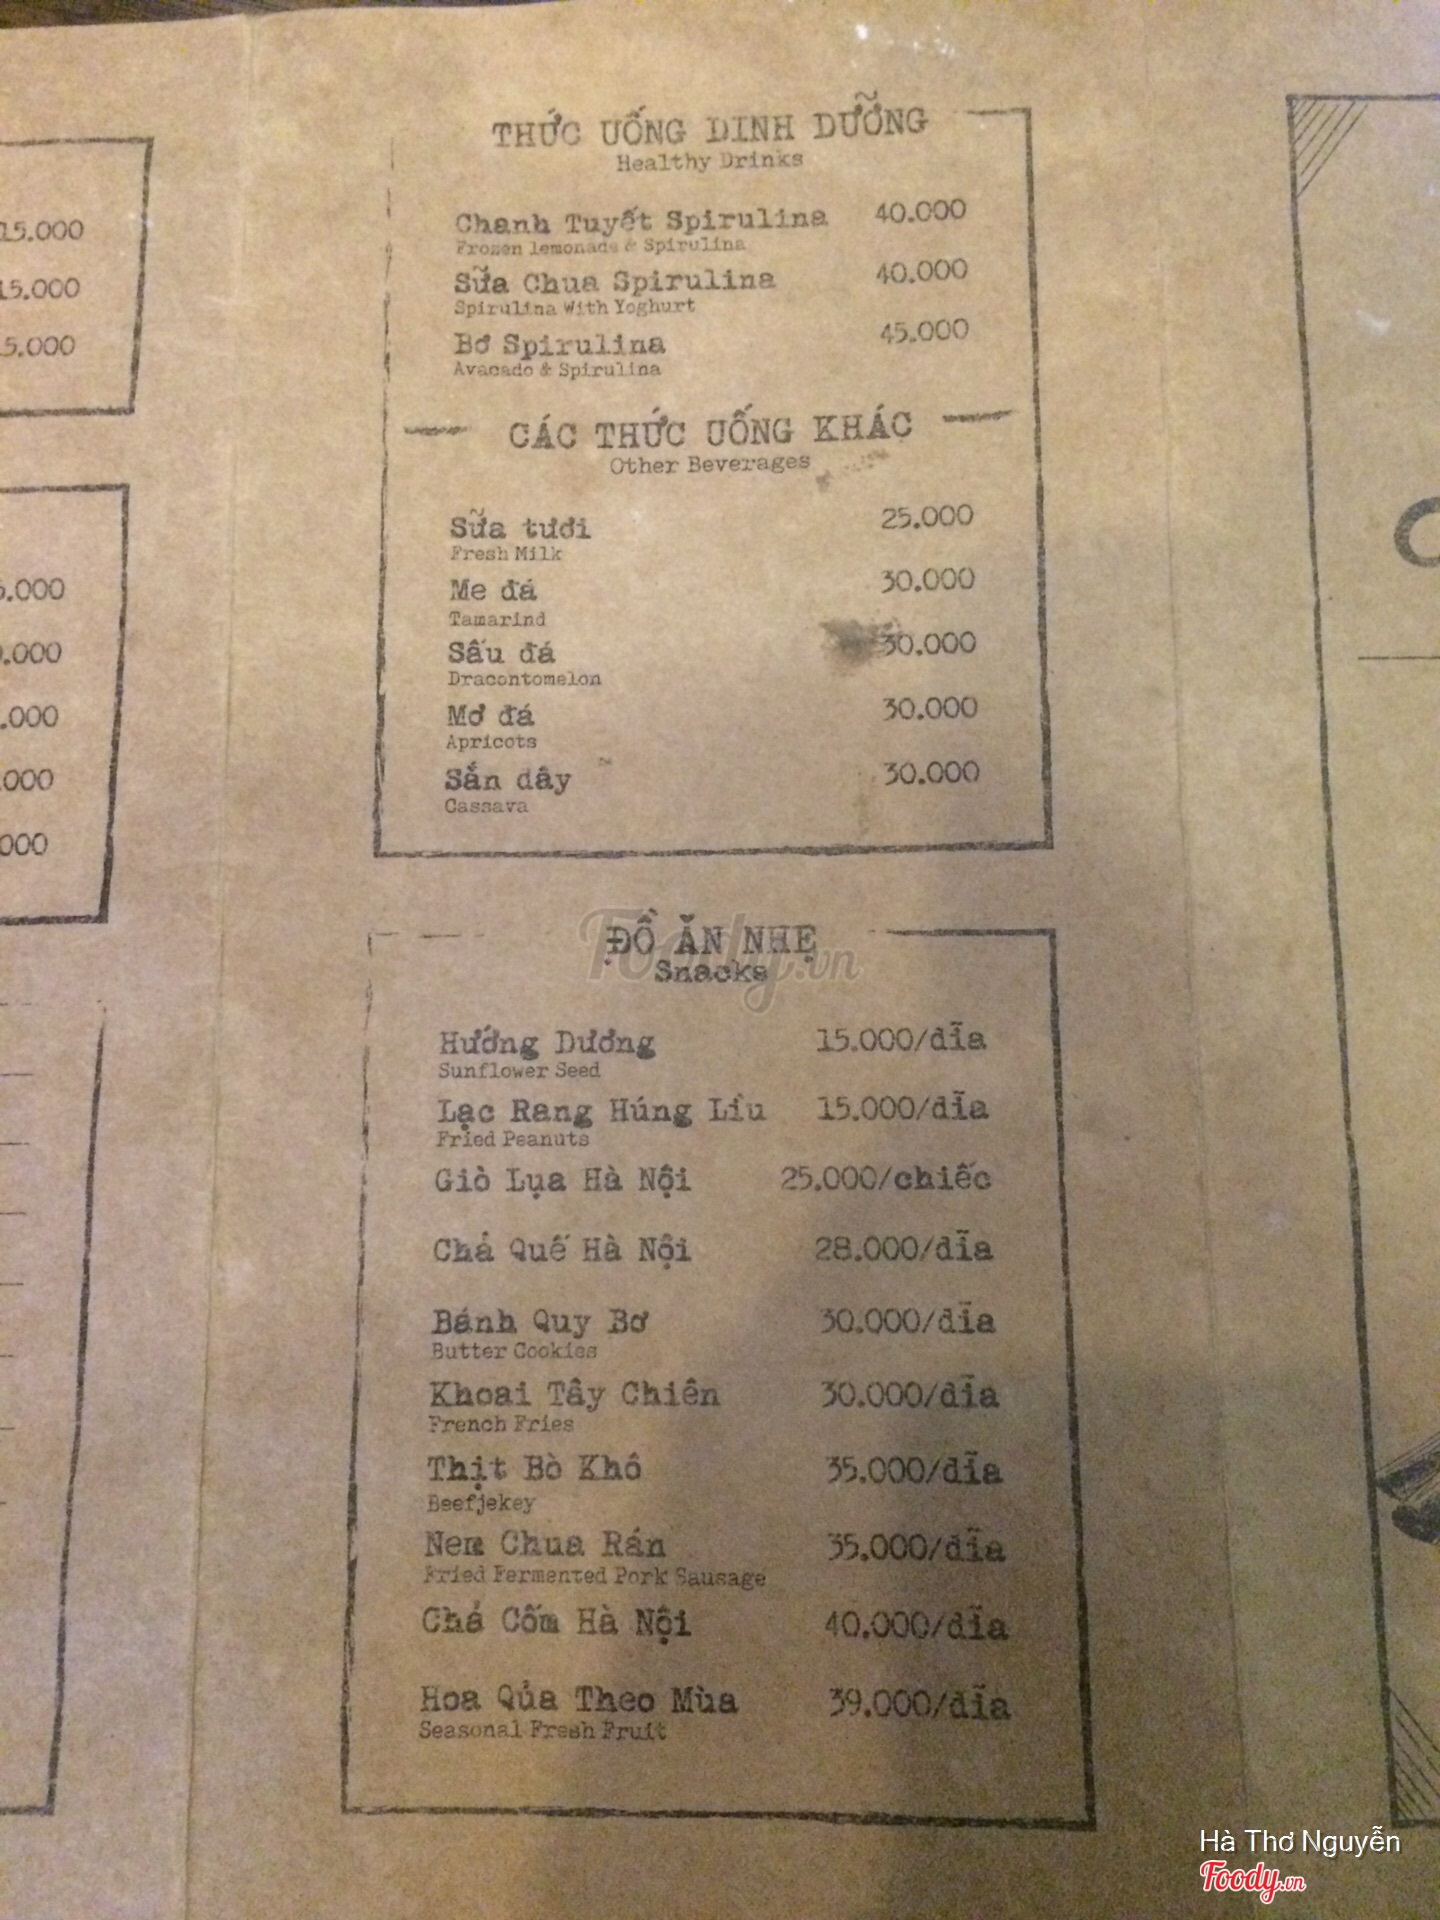 15.000
15.000
5.000
.000
.000
.000
000
000
THỨC UỐNG DINH DƯỠNG
Healthy Drinks
Chanh Tuyết Spirulina 40.000
Frozen lemonade & Spirulina
Sữa Chua Spirulina 40.000
Spirulina With Yoghurt
Bơ Spirulina 45.000
Avacado & Spirulina
CÁC THỨC UỐNG KHÁC
Other Beverages
Sữa tươi 25.000
Fresh Milk
Me đá 30.000
Tamarind
Sấu đá 30.000
Dracontomelon
Mơ đá 30.000
Apricots
Sắn dây 30.000
Cassava
ĐỒ ĂN NHẸ
Snacks
Hướng Dương 15.000/đĩa
Sunflower Seed
Lạc Rang Húng Lìu 15.000/đĩa
Fried Peanuts
Giò Lụa Hà Nội 25.000/chiếc
Chả Quế Hà Nội 28.000/đĩa
Bánh Quy Bơ 30.000/đĩa
Butter Cookies
Khoai Tây Chiên 30.000/đĩa
French Fries
Thịt Bò Khô 35.000/đĩa
Beefjekey
Nem Chua Rán 35.000/đĩa
Fried Fermented Pork Sausage
Chả Cốm Hà Nội 40.000/đĩa
Hoa Qủa Theo Mùa 39.000/đĩa
Seasonal Fresh Fruit
Foody.vn
Hà Thơ Nguyễn
Foody.vn